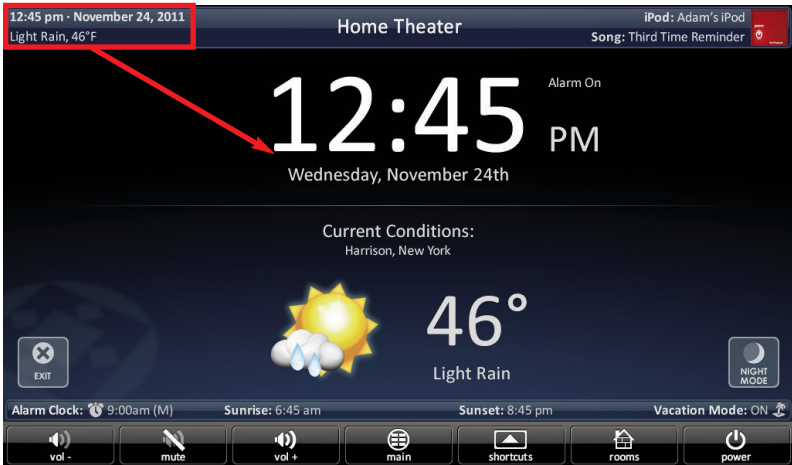 12:45 pm · November 24, 2011
Light Rain, 46°F
Home Theater
iPod: Adam's iPod
Song: Third Time Reminder
12:45
Alarm On
PM
Wednesday, November 24th
Current Conditions:
Harrison, New York
46°
Light Rain
EXIT
NIGHT
MODE
Alarm Clock: 9:00am (M)
Sunrise: 6:45 am
Sunset: 8:45 pm
Vacation Mode: ON
vol -
mute
vol +
main
shortcuts
rooms
power